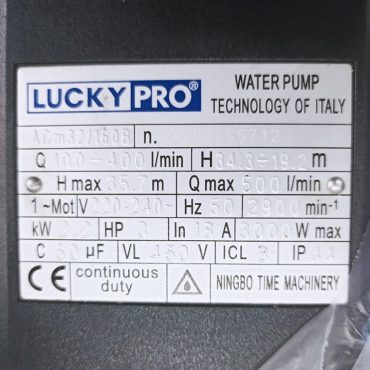 LUCKY PRO® WATER PUMP
TECHNOLOGY OF ITALY
ACm32/160B n.
Q 100÷400 l/min H 34.3÷19.2 m
H max 35.7 m Q max 500 l/min
1~Mot V 220-240~ Hz 50 2900 min⁻¹
kW 2.2 HP 3 In 18 A 3000 W max
C 60 µF VL 450 V ICL B IP 44
CE continuous duty NINGBO TIME MACHINERY